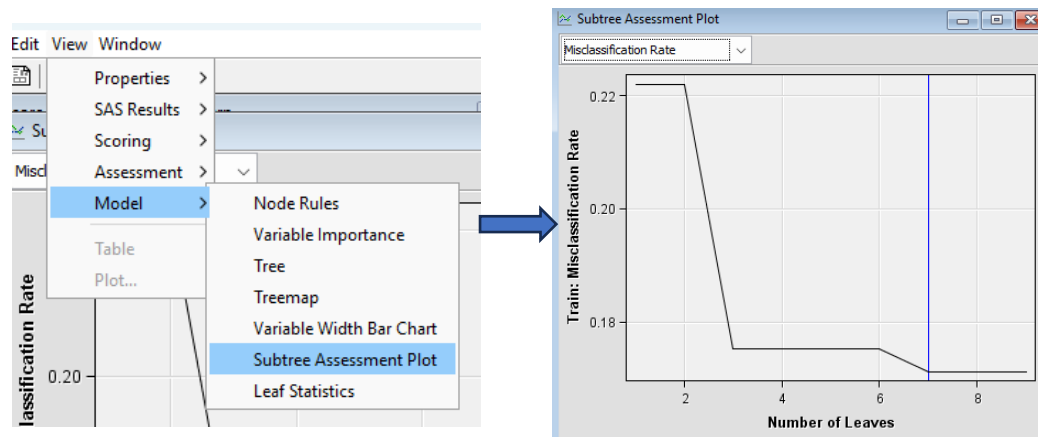 Edit View Window
Properties
SAS Results
Scoring
Assessment
Model
Table
Plot...
Node Rules
Variable Importance
Tree
Treemap
Variable Width Bar Chart
Subtree Assessment Plot
Leaf Statistics
Su
Miscl
lassification Rate
0.20
Subtree Assessment Plot
Misclassification Rate
Train: Misclassification Rate
0.22
0.20
0.18
2 4 6 8
Number of Leaves